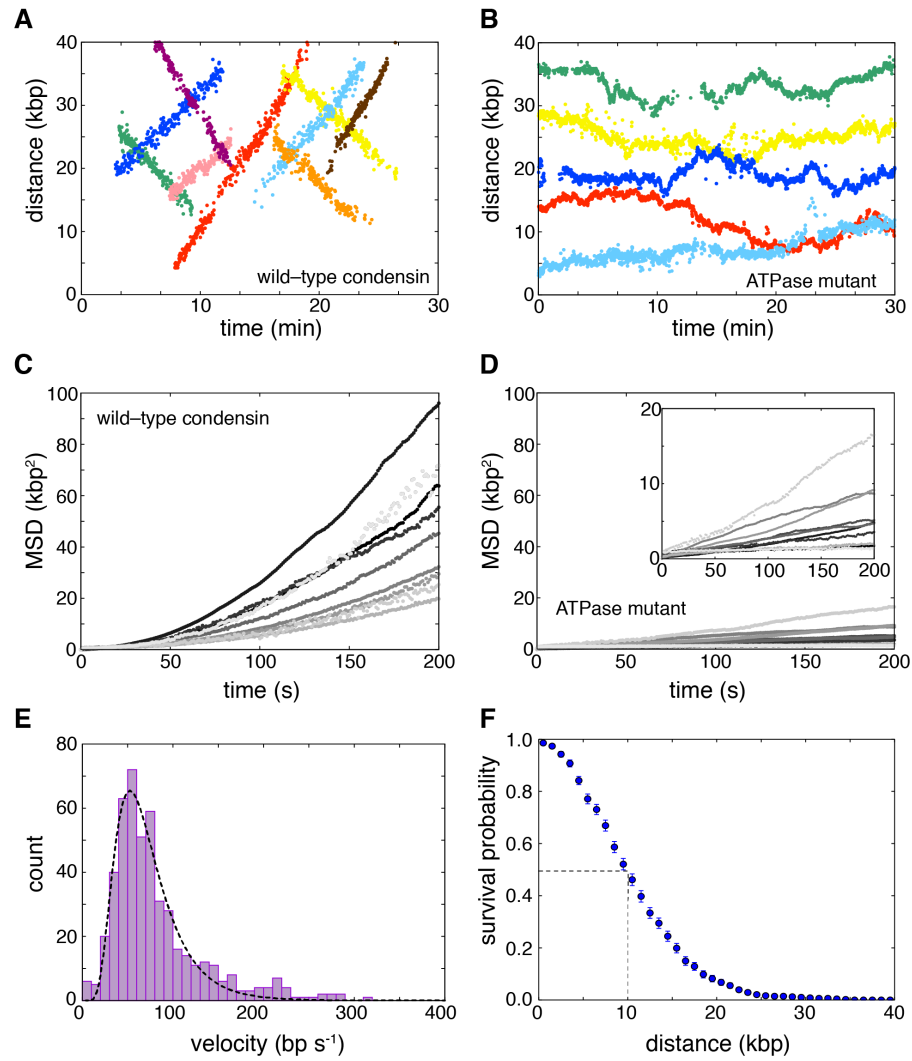 A
40
30
20
10
0
distance (kbp)
wild–type condensin
0 10 20 30
time (min)
B
40
30
20
10
0
distance (kbp)
ATPase mutant
0 10 20 30
time (min)
C
100
80
60
40
20
0
MSD (kbp²)
wild–type condensin
0 50 100 150 200
time (s)
D
100
80
60
40
20
0
MSD (kbp²)
20
10
0
0 50 100 150 200
ATPase mutant
0 50 100 150 200
time (s)
E
80
60
40
20
0
count
0 100 200 300 400
velocity (bp s⁻¹)
F
1.0
0.8
0.6
0.4
0.2
0.0
survival probability
0 10 20 30 40
distance (kbp)